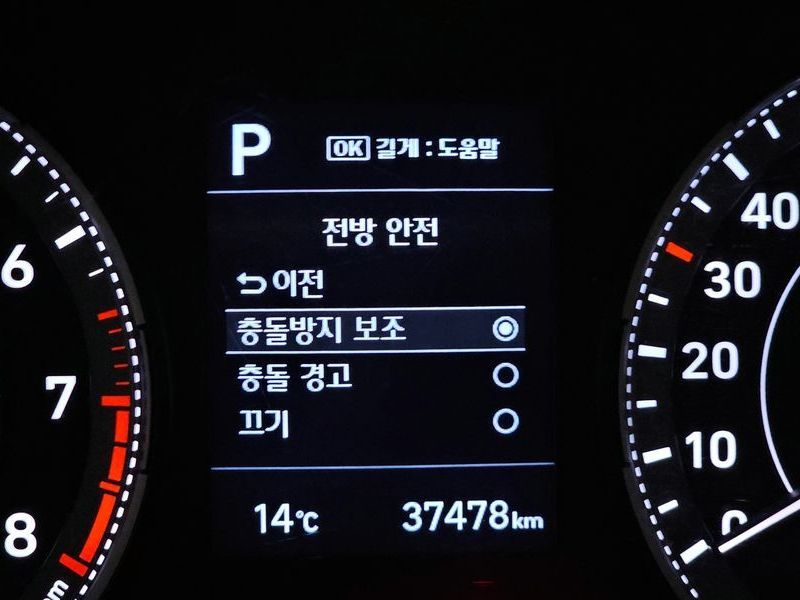 P
OK 길게 : 도움말
전방 안전
이전
충돌방지 보조
충돌 경고
끄기
14℃ 37478km
6
7
8
40
30
20
10
0